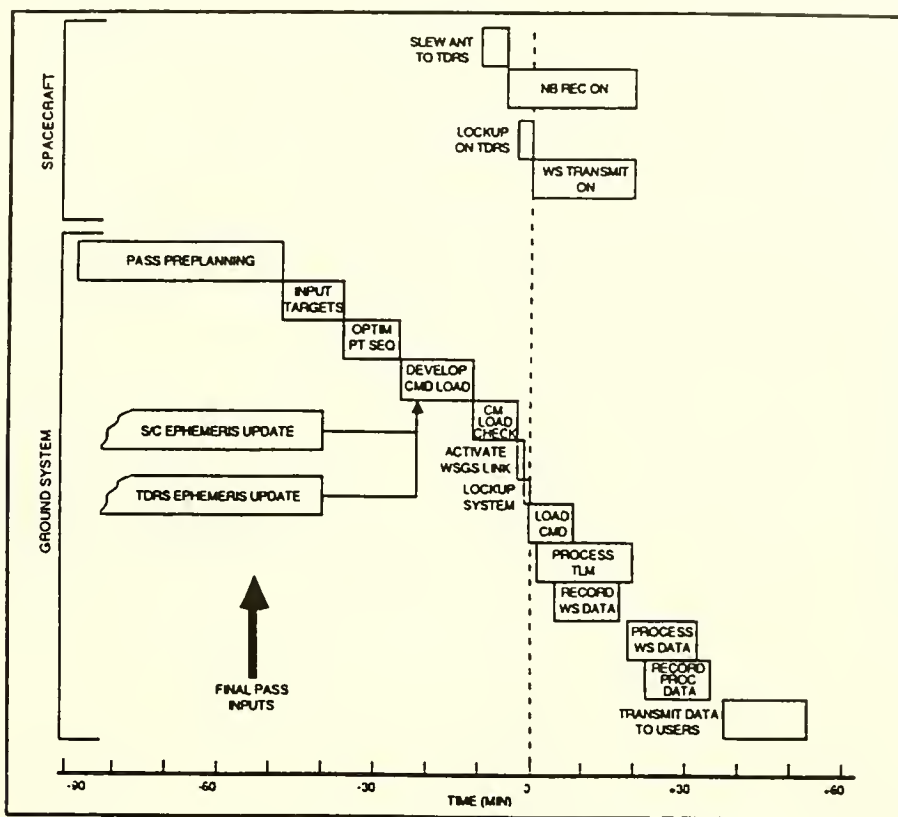 SPACECRAFT
SLEW ANT
TO TDRS
NB REC ON
LOCKUP
ON TDRS
WS TRANSMIT
ON
GROUND SYSTEM
PASS PREPLANNING
INPUT
TARGETS
OPTIM
PT SEQ
DEVELOP
CMD LOAD
S/C EPHEMERIS UPDATE
CM
LOAD
CHECK
ACTIVATE
WSGS LINK
TDRS EPHEMERIS UPDATE
LOCKUP
SYSTEM
LOAD
CMD
PROCESS
TLM
RECORD
WS DATA
PROCESS
WS DATA
RECORD
PROC
DATA
FINAL PASS
INPUTS
TRANSMIT DATA
TO USERS
-90 -60 -30 0 +30 +60
TIME (MIN)